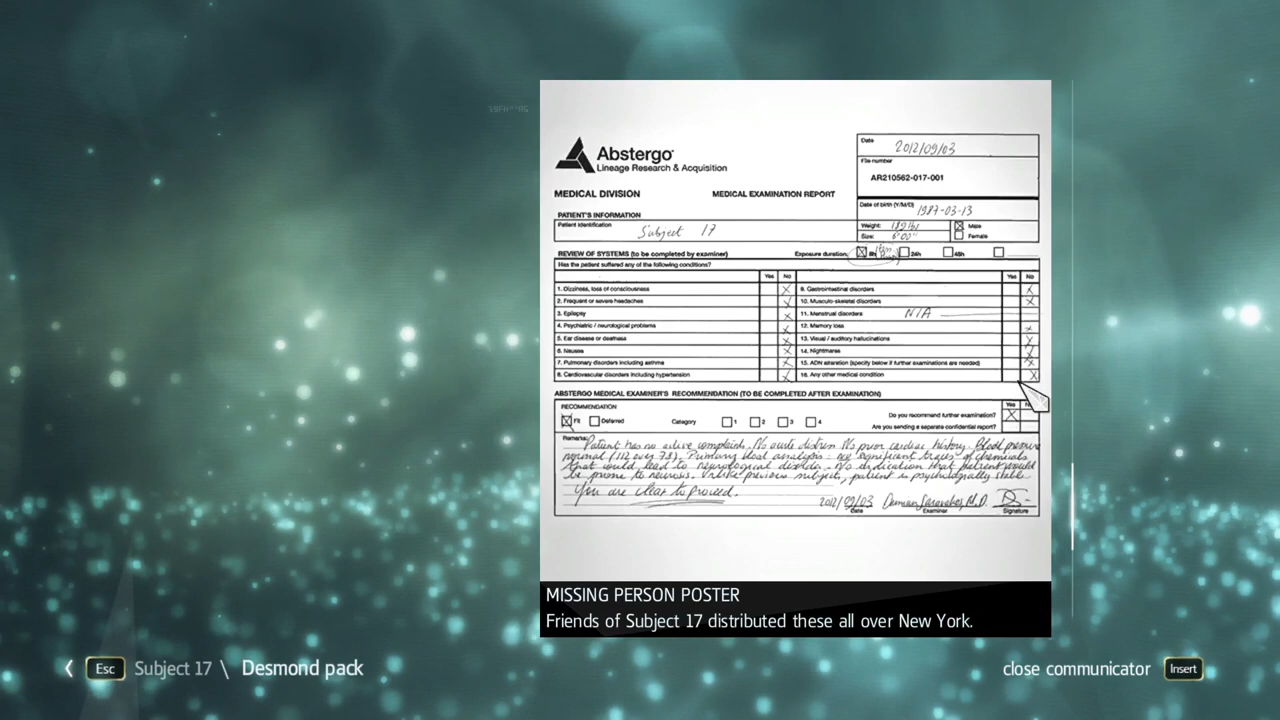 Abstergo
Lineage Research & Acquisition
Date
2012/09/03
File number
AR210562-017-001
MEDICAL DIVISION
MEDICAL EXAMINATION REPORT
Date of birth (Y/M/D)
1987-03-13
PATIENT'S INFORMATION
Patient identification
Subject 17
Weight: 189 lbs
Male
Size: 6'00"
Female
REVIEW OF SYSTEMS (to be completed by examiner)
Exposure duration: 8h 24h 48h
Has the patient suffered any of the following conditions?
Yes No Yes No
1. Dizziness, loss of consciousness
9. Gastrointestinal disorders
2. Frequent or severe headaches
10. Musculo-skeletal disorders
3. Epilepsy
11. Menstrual disorders N/A
4. Psychiatric / neurological problems
12. Memory loss
5. Ear disease or deafness
13. Visual / auditory hallucinations
6. Nausea
14. Nightmares
7. Pulmonary disorders including asthma
15. ADN alteration (specify below if further examinations are needed)
8. Cardiovascular disorders including hypertension
16. Any other medical condition
ABSTERGO MEDICAL EXAMINER'S RECOMMENDATION (TO BE COMPLETED AFTER EXAMINATION)
RECOMMENDATION
Yes
Fit Deferred Category 1 2 3 4
Do you recommend further examination?
Are you sending a separate confidential report?
Remarks: Patient has no active complaints. No acute distress. No prior cardiac history. Blood pressure
normal (112 over 78). Primary blood analysis: no significant traces of chemicals
that would lead to neurological disorder. No indication that patient would
be prone to neurosis. Unlike previous subjects, patient is psychologically stable.
You are clear to proceed.
2012/09/03 M.D.
Date Examiner Signature
MISSING PERSON POSTER
Friends of Subject 17 distributed these all over New York.
Esc Subject 17 \ Desmond pack
close communicator Insert